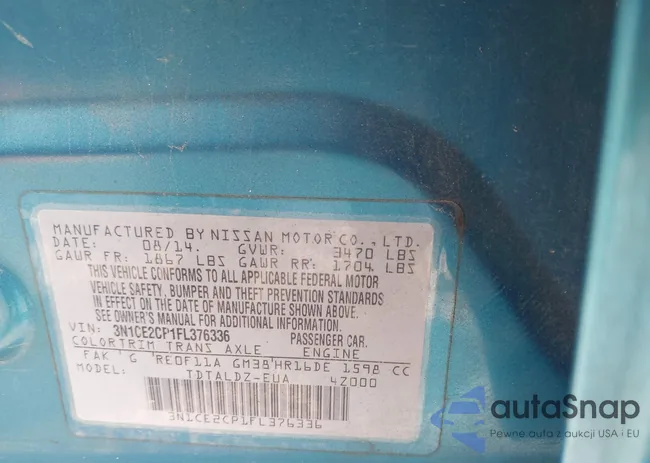 MANUFACTURED BY NISSAN MOTOR CO., LTD.
DATE: 08/14. GVWR: 3470 LBS
GAWR FR: 1867 LBS GAWR RR: 1704 LBS
THIS VEHICLE CONFORMS TO ALL APPLICABLE FEDERAL MOTOR
VEHICLE SAFETY, BUMPER AND THEFT PREVENTION STANDARDS
IN EFFECT ON THE DATE OF MANUFACTURE SHOWN ABOVE.
SEE OWNER'S MANUAL FOR ADDITIONAL INFORMATION.
VIN: 3N1CE2CP1FL376336 PASSENGER CAR.
COLOR TRIM TRANS AXLE ENGINE
FAK G RE0F11A GM38 HR16DE 1598 CC
MODEL: TDTALDZ-EUA 42000
3N1CE2CP1FL376336
autoSnap
Pewne auto z aukcji USA i EU